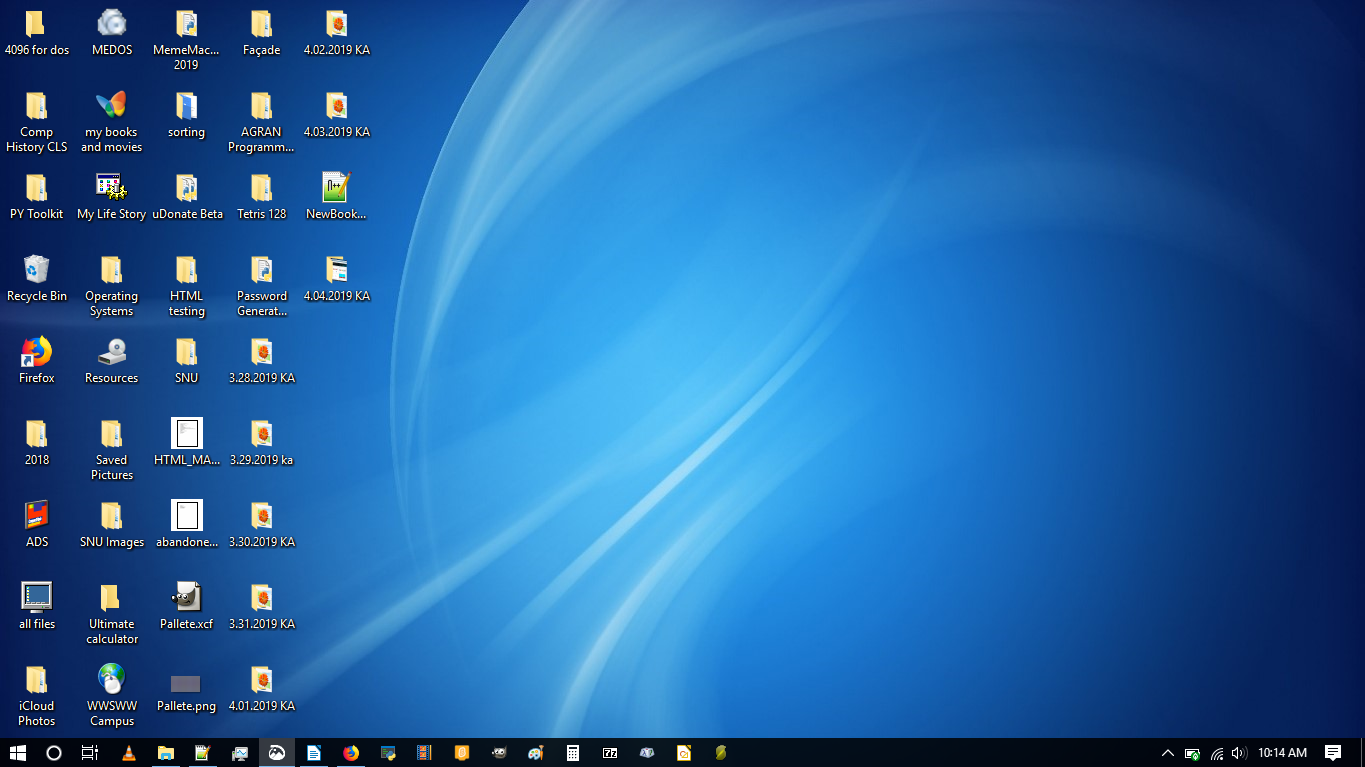 4096 for dos
MEDOS
MemeMac...
2019
Façade
4.02.2019 KA
Comp
History CLS
my books
and movies
sorting
AGRAN
Programm...
4.03.2019 KA
PY Toolkit
My Life Story
uDonate Beta
Tetris 128
NewBook...
Recycle Bin
Operating
Systems
HTML
testing
Password
Generat...
4.04.2019 KA
Firefox
Resources
SNU
3.28.2019 KA
2018
Saved
Pictures
HTML_MA...
3.29.2019 ka
ADS
SNU Images
abandone...
3.30.2019 KA
all files
Ultimate
calculator
Pallete.xcf
3.31.2019 KA
iCloud
Photos
WWSWW
Campus
Pallete.png
4.01.2019 KA
10:14 AM